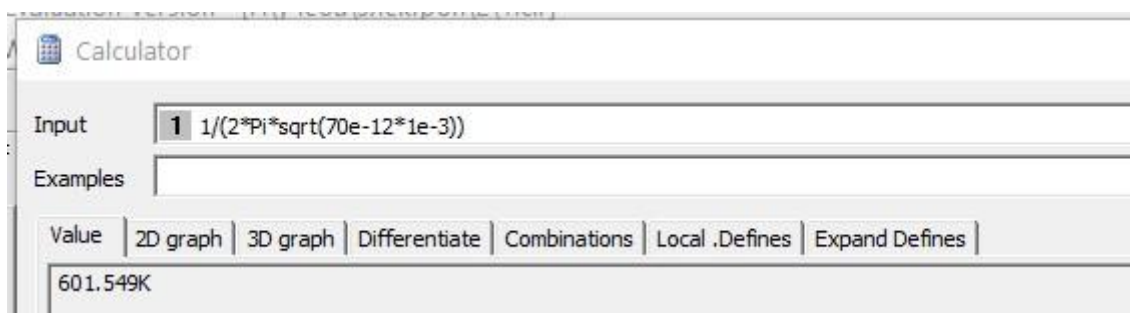 Calculator
Input 1 1/(2*Pi*sqrt(70e-12*1e-3))
Examples
Value 2D graph 3D graph Differentiate Combinations Local .Defines Expand Defines
601.549K